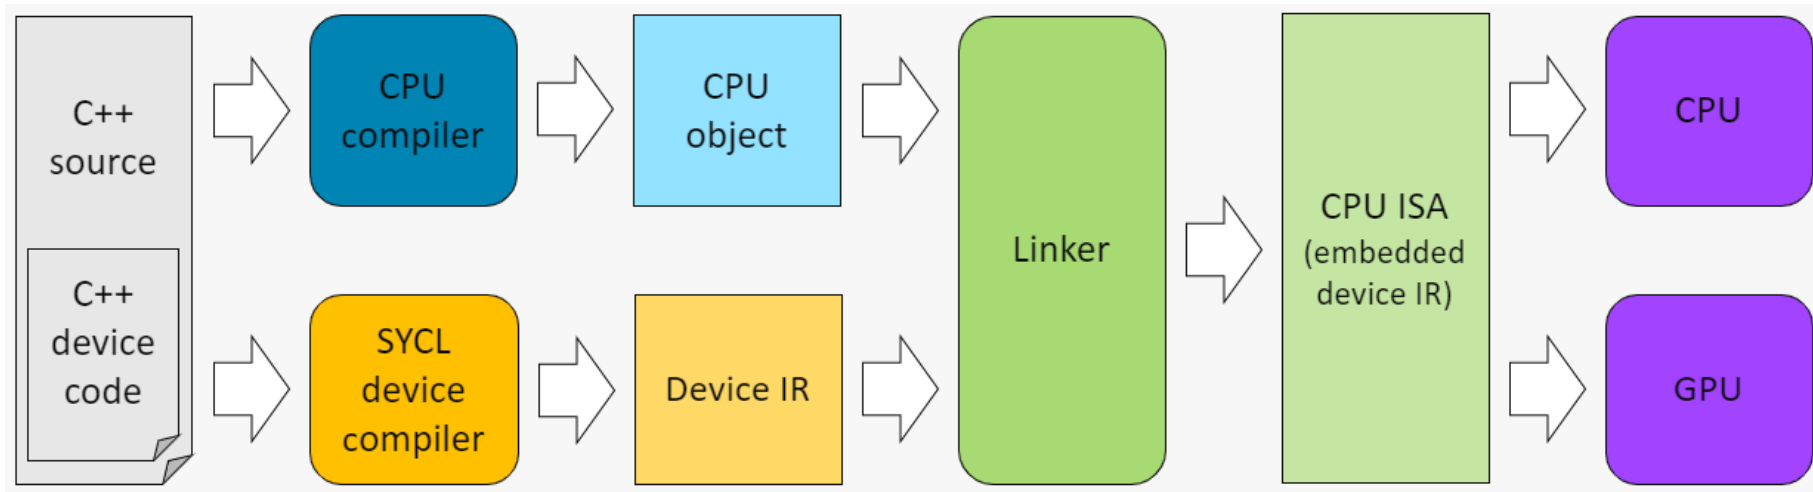 C++
source
C++
device
code
CPU
compiler
SYCL
device
compiler
CPU
object
Device IR
Linker
CPU ISA
(embedded
device IR)
CPU
GPU